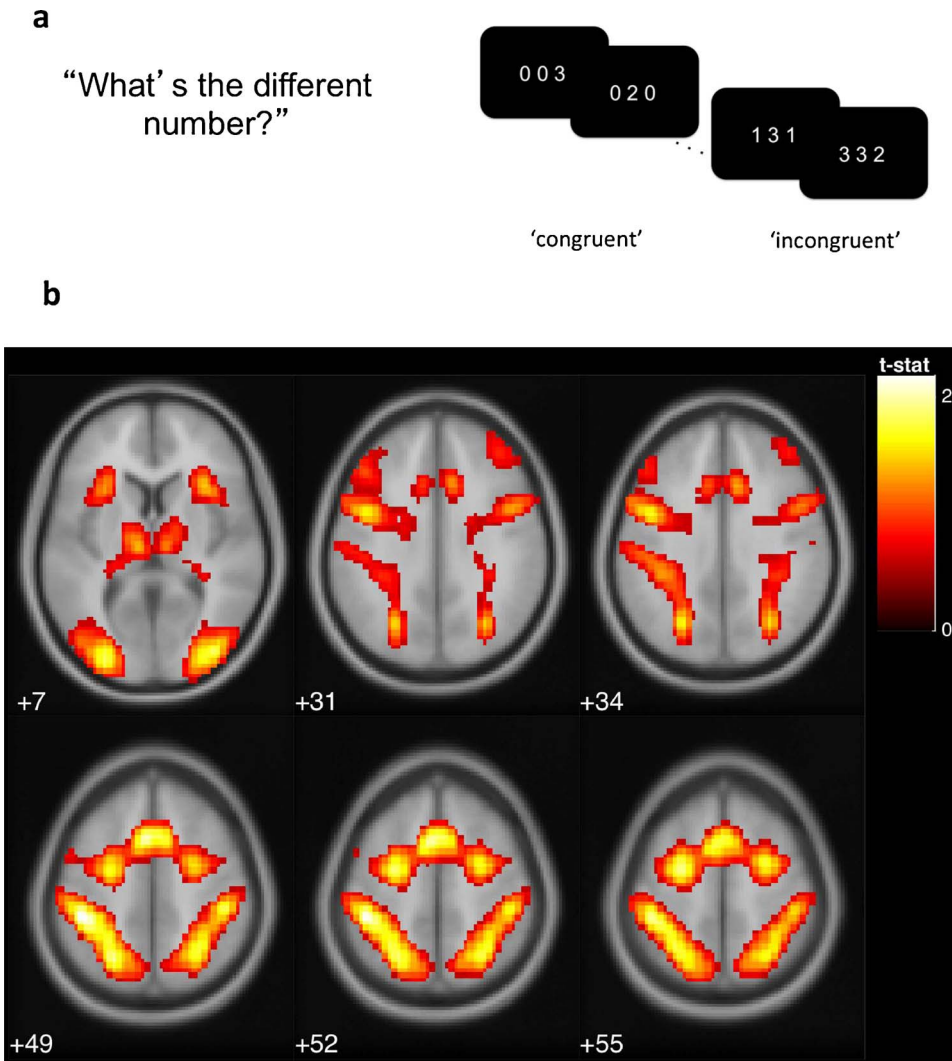 a
“What’ s the different
number?”
0 0 3
0 2 0
1 3 1
3 3 2
‘congruent’
‘incongruent’
b
t-stat
2
0
+7
+31
+34
+49
+52
+55